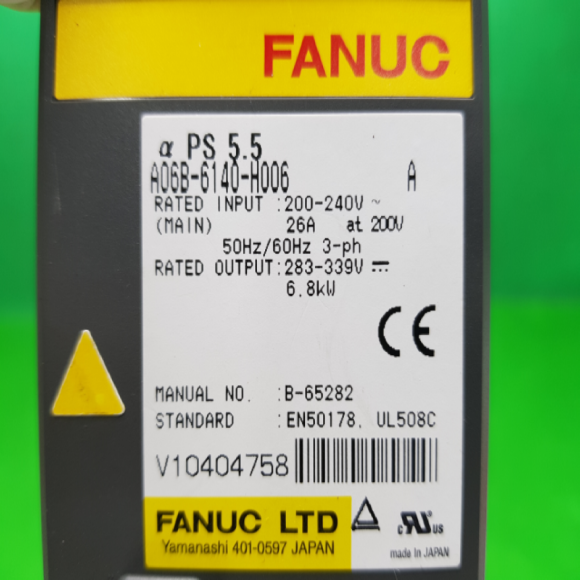 FANUC
α PS 5.5
A06B-6140-H006 A
RATED INPUT :200-240V ~
(MAIN) 26A at 200V
50Hz/60Hz 3-ph
RATED OUTPUT:283-339V ⎓
6.8kW
CE
MANUAL NO. :B-65282
STANDARD :EN50178, UL508C
V10404758
FANUC LTD
Yamanashi 401-0597 JAPAN
c RU US
made in JAPAN